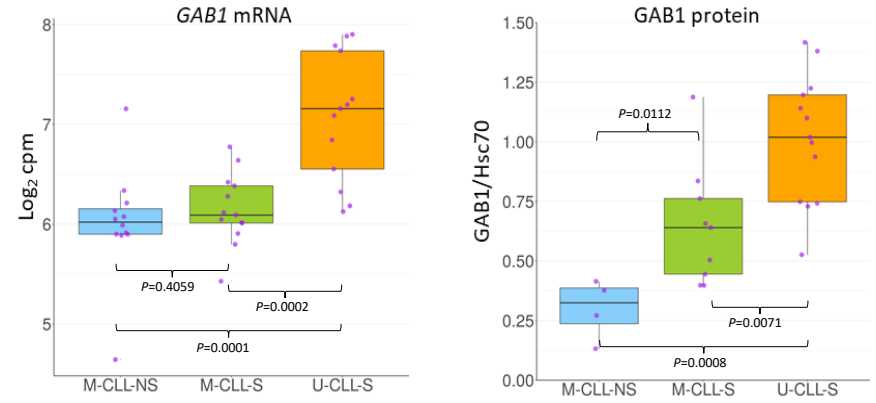 GAB1 mRNA
8
7
6
5
Log2 cpm
P=0.4059
P=0.0002
P=0.0001
M-CLL-NS M-CLL-S U-CLL-S
GAB1 protein
1.50
1.25
1.00
0.75
0.50
0.25
0.00
GAB1/Hsc70
P=0.0112
P=0.0071
P=0.0008
M-CLL-NS M-CLL-S U-CLL-S